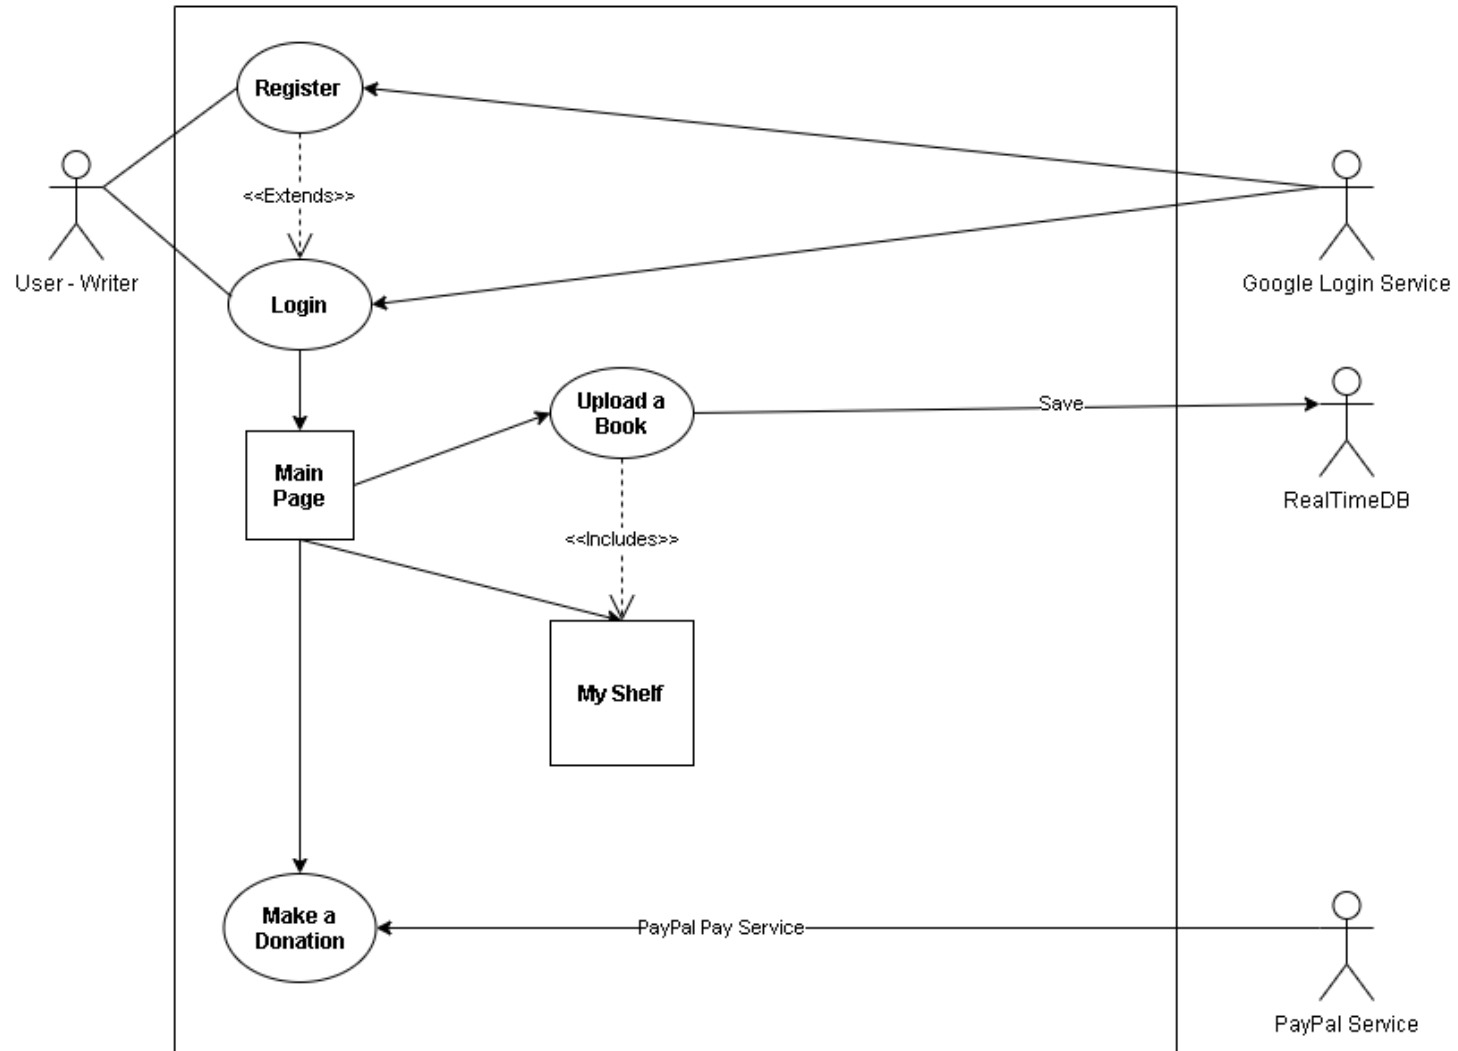 Register
<<Extends>>
User - Writer
Google Login Service
Login
Upload a
Book
Save
Main
Page
RealTimeDB
<<Includes>>
My Shelf
Make a
Donation
PayPal Pay Service
PayPal Service